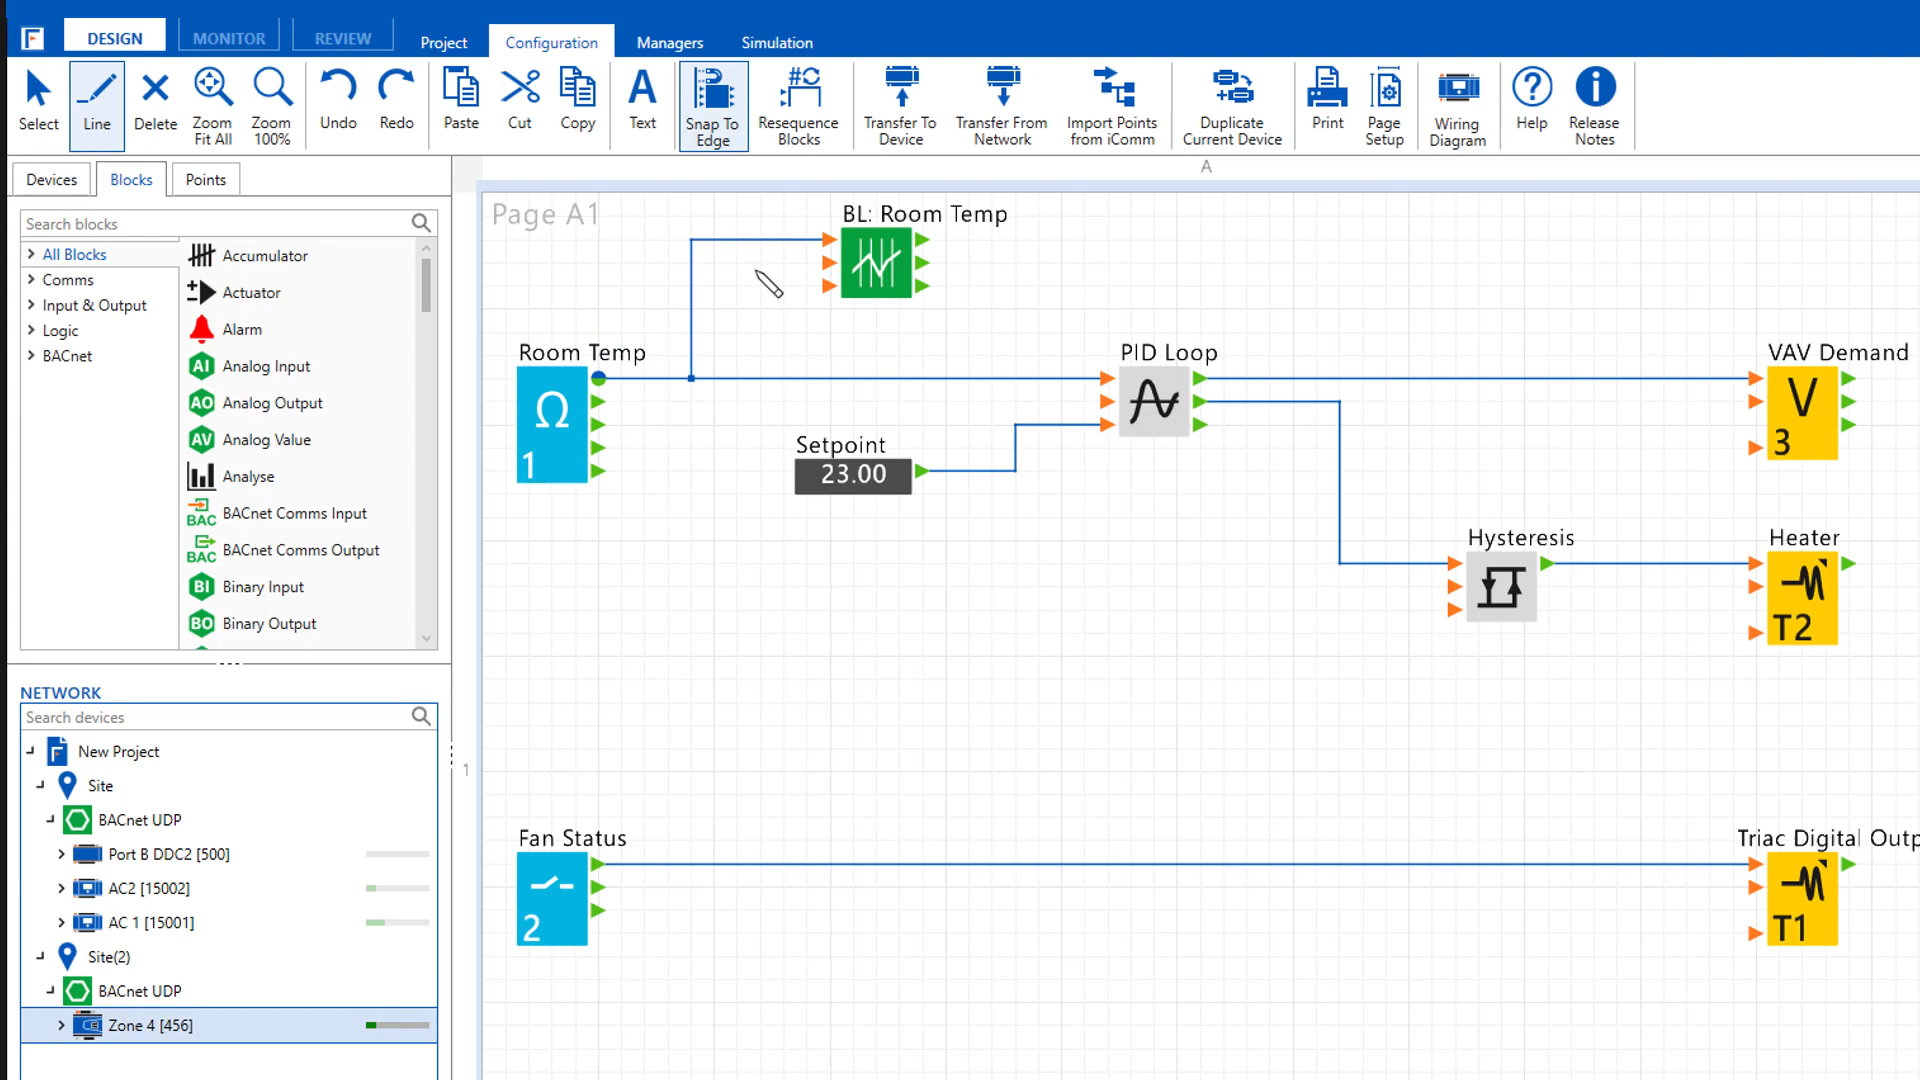 DESIGN
MONITOR
REVIEW
Project
Configuration
Managers
Simulation
Select
Line
Delete
Zoom
Fit All
Zoom
100%
Undo
Redo
Paste
Cut
Copy
A
Text
Snap To
Edge
#
Resequence
Blocks
Transfer To
Device
Transfer From
Network
Import Points
from iComm
Duplicate
Current Device
Print
Page
Setup
Wiring
Diagram
?
Help
i
Release
Notes
Devices
Blocks
Points
A
Search blocks
All Blocks
Comms
Input & Output
Logic
BACnet
Accumulator
Actuator
Alarm
AI Analog Input
AO Analog Output
AV Analog Value
Analyse
BAC BACnet Comms Input
BAC BACnet Comms Output
BI Binary Input
BO Binary Output
NETWORK
Search devices
New Project
Site
BACnet UDP
Port B DDC2 [500]
AC2 [15002]
AC 1 [15001]
Site(2)
BACnet UDP
Zone 4 [456]
1
Page A1
BL: Room Temp
Room Temp
Ω
1
PID Loop
VAV Demand
V
3
Setpoint
23.00
Hysteresis
Heater
T2
Fan Status
2
Triac Digital Outp
T1